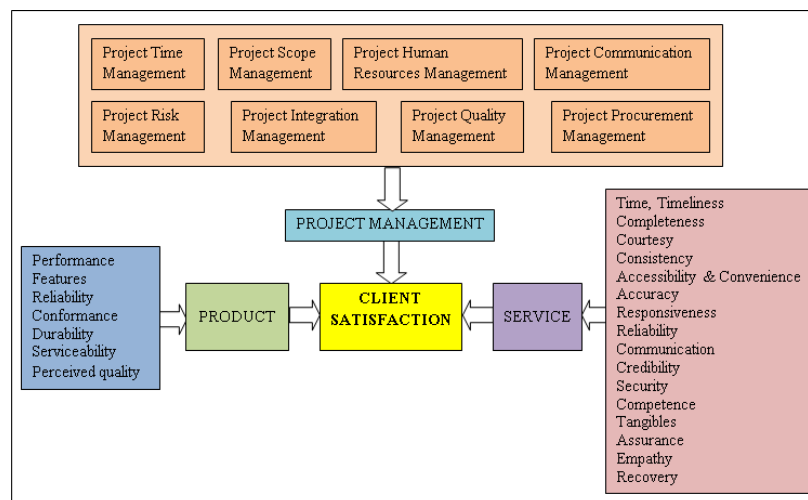 Project Time
Management
Project Scope
Management
Project Human
Resources Management
Project Communication
Management
Project Risk
Management
Project Integration
Management
Project Quality
Management
Project Procurement
Management
PROJECT MANAGEMENT
Performance
Features
Reliability
Conformance
Durability
Serviceability
Perceived quality
PRODUCT
CLIENT
SATISFACTION
SERVICE
Time, Timeliness
Completeness
Courtesy
Consistency
Accessibility & Convenience
Accuracy
Responsiveness
Reliability
Communication
Credibility
Security
Competence
Tangibles
Assurance
Empathy
Recovery